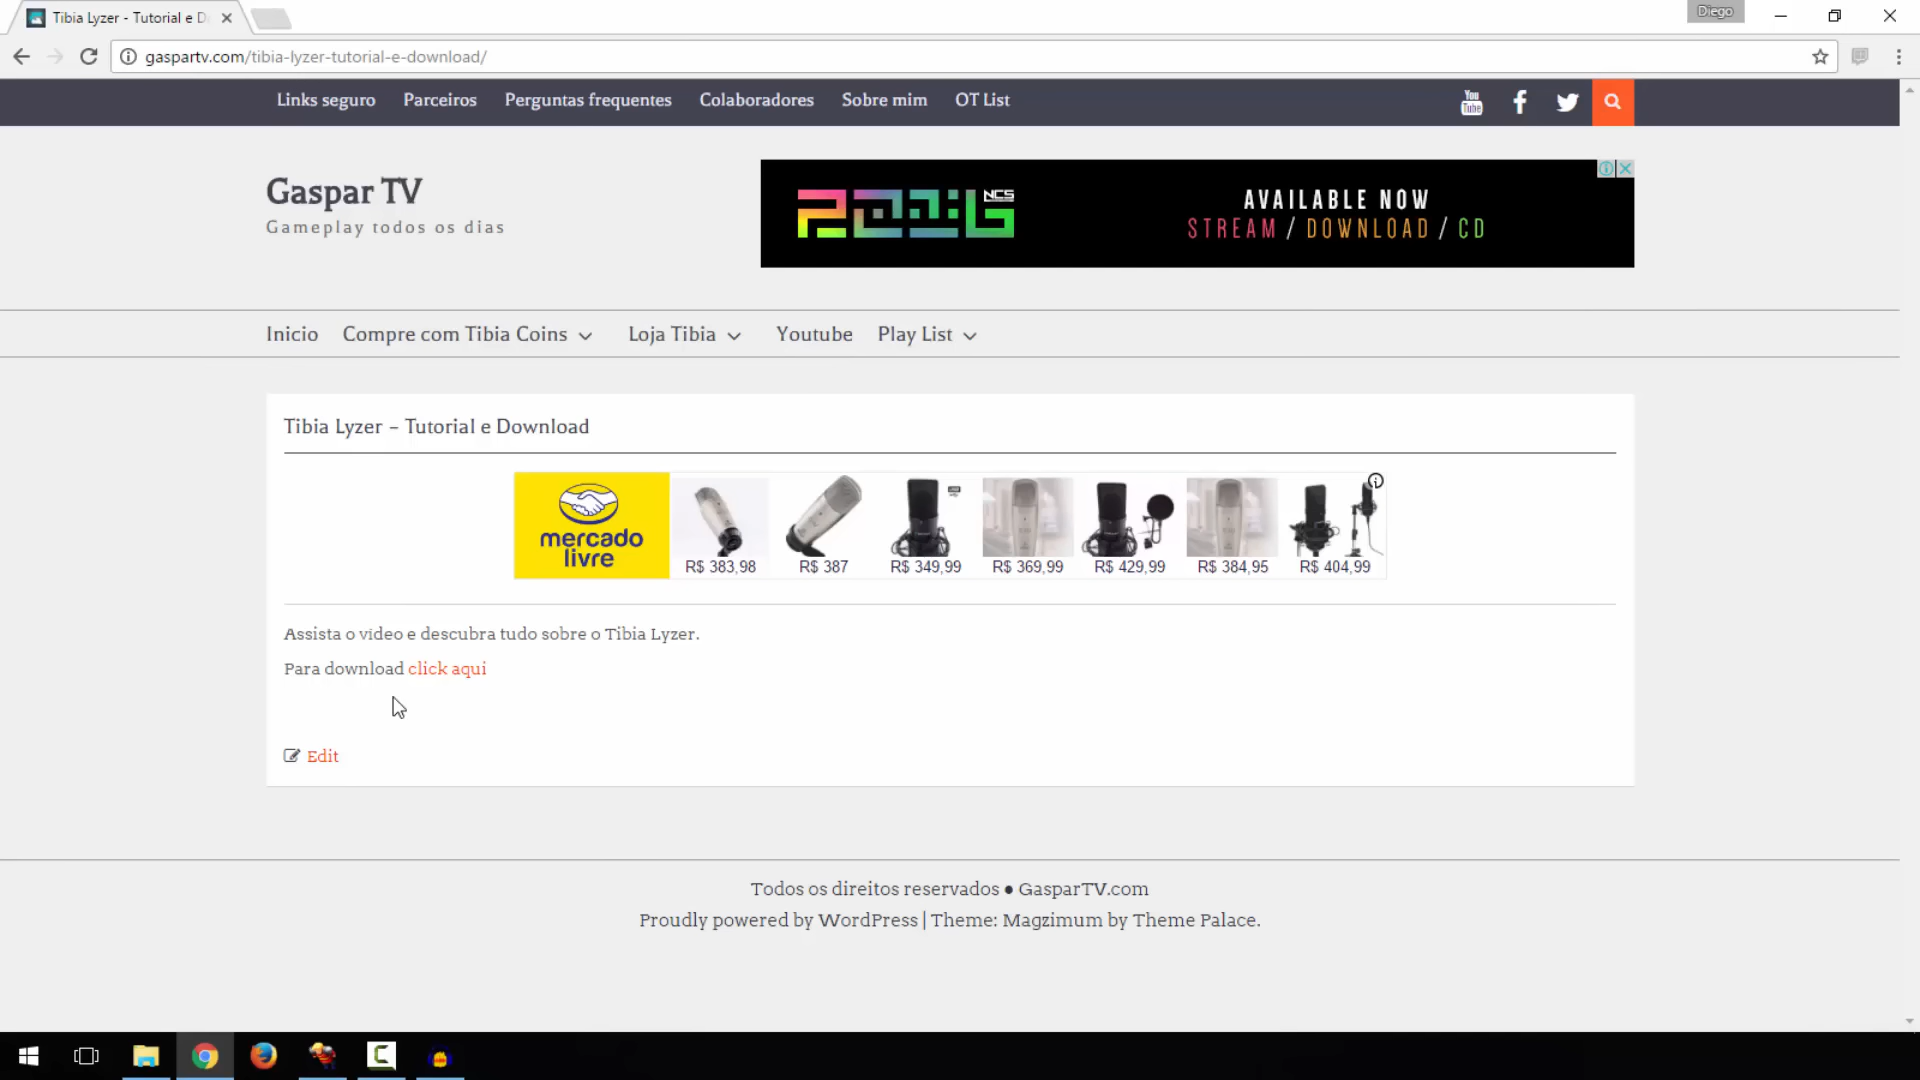 Tibia Lyzer - Tutorial e D
Diego
gaspartv.com/tibia-lyzer-tutorial-e-download/
Links seguro Parceiros Perguntas frequentes Colaboradores Sobre mim OT List
You Tube
Gaspar TV
Gameplay todos os dias
NCS
AVAILABLE NOW
STREAM / DOWNLOAD / CD
Inicio Compre com Tibia Coins Loja Tibia Youtube Play List
Tibia Lyzer – Tutorial e Download
mercado
livre
R$ 383,98 R$ 387 R$ 349,99 R$ 369,99 R$ 429,99 R$ 384,95 R$ 404,99
Assista o video e descubra tudo sobre o Tibia Lyzer.
Para download click aqui
Edit
Todos os direitos reservados ● GasparTV.com
Proudly powered by WordPress | Theme: Magzimum by Theme Palace.